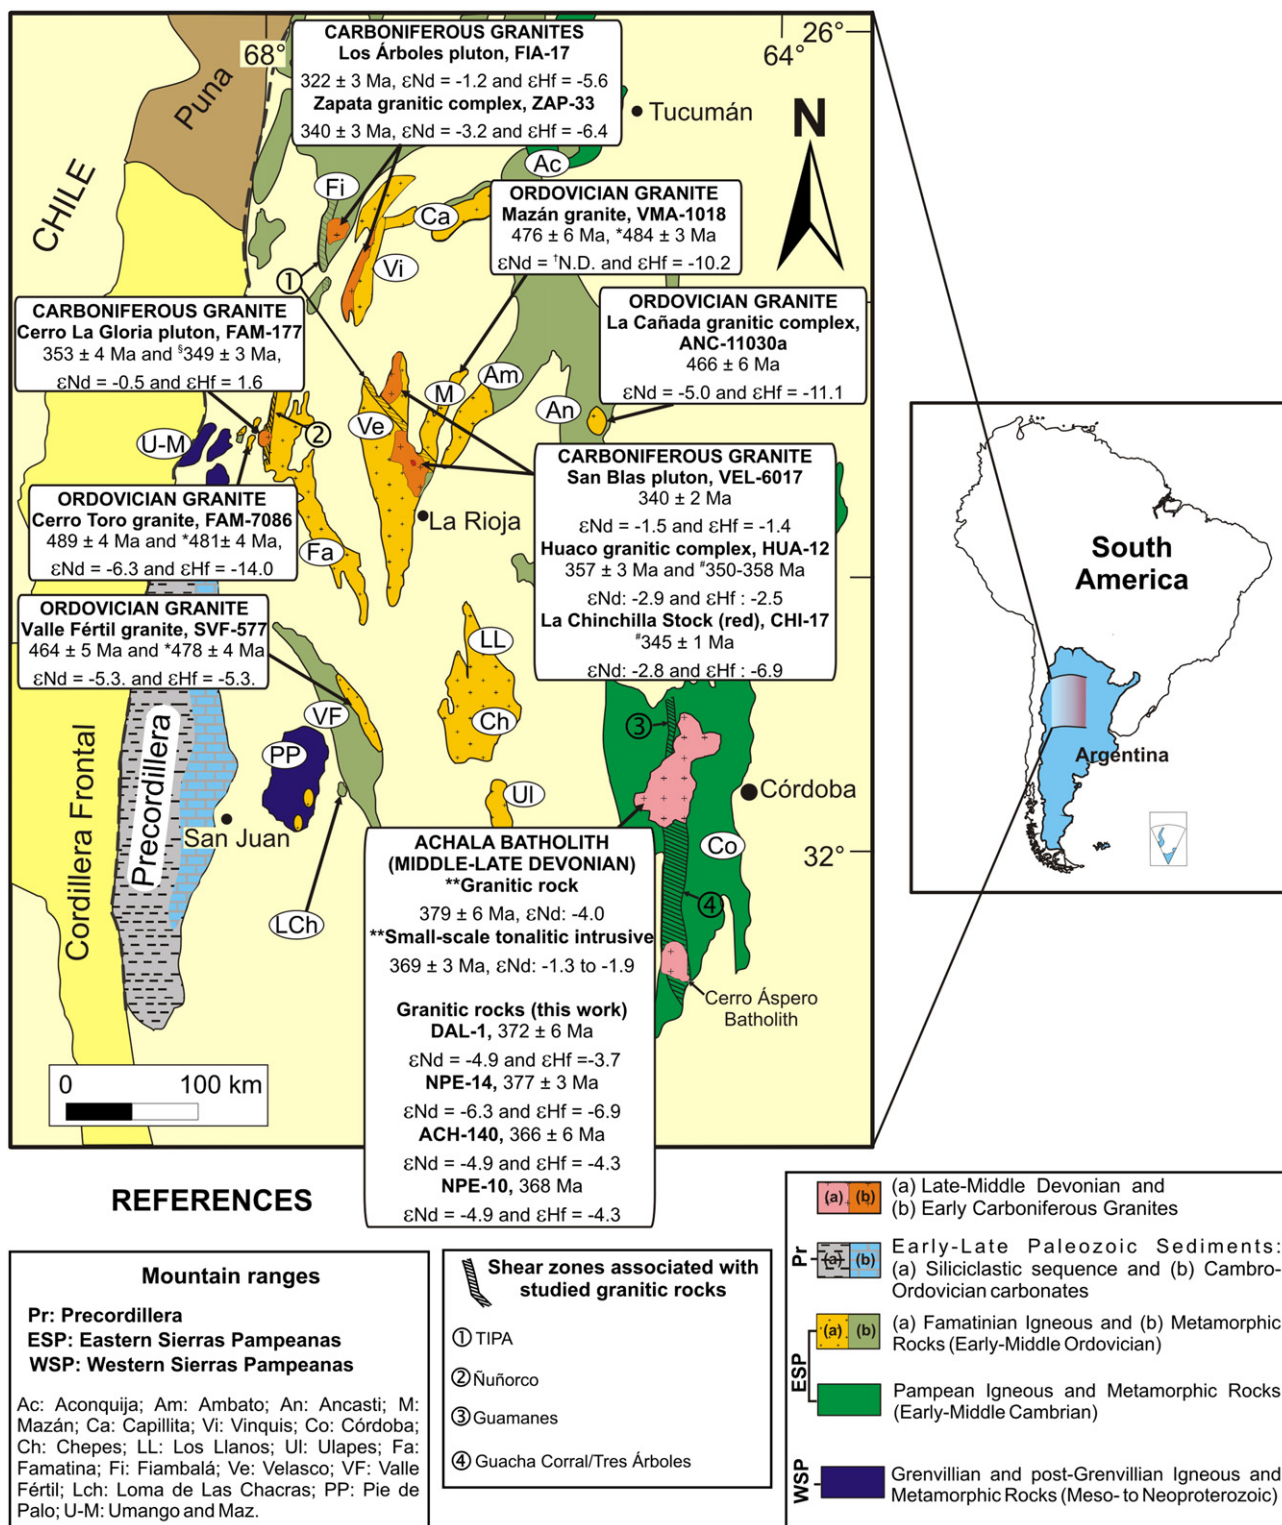 CARBONIFEROUS GRANITES
Los Árboles pluton, FIA-17
322 ± 3 Ma, εNd = -1.2 and εHf = -5.6
Zapata granitic complex, ZAP-33
340 ± 3 Ma, εNd = -3.2 and εHf = -6.4
68°
64°
26°
Puna
CHILE
Tucumán
N
Ac
Fi
Ca
Vi
1
ORDOVICIAN GRANITE
Mazán granite, VMA-1018
476 ± 6 Ma, *484 ± 3 Ma
εNd = †N.D. and εHf = -10.2
CARBONIFEROUS GRANITE
Cerro La Gloria pluton, FAM-177
353 ± 4 Ma and §349 ± 3 Ma,
εNd = -0.5 and εHf = 1.6
ORDOVICIAN GRANITE
La Cañada granitic complex,
ANC-11030a
466 ± 6 Ma
εNd = -5.0 and εHf = -11.1
M
Am
An
Ve
U-M
2
ORDOVICIAN GRANITE
Cerro Toro granite, FAM-7086
489 ± 4 Ma and *481± 4 Ma,
εNd = -6.3 and εHf = -14.0
La Rioja
Fa
CARBONIFEROUS GRANITE
San Blas pluton, VEL-6017
340 ± 2 Ma
εNd = -1.5 and εHf = -1.4
Huaco granitic complex, HUA-12
357 ± 3 Ma and #350-358 Ma
εNd: -2.9 and εHf : -2.5
La Chinchilla Stock (red), CHI-17
#345 ± 1 Ma
εNd: -2.8 and εHf : -6.9
ORDOVICIAN GRANITE
Valle Fértil granite, SVF-577
464 ± 5 Ma and *478 ± 4 Ma
εNd = -5.3. and εHf = -5.3.
LL
Ch
VF
PP
Ul
3
Córdoba
Co
32°
4
Cordillera Frontal
Precordillera
San Juan
LCh
Cerro Áspero
Batholith
ACHALA BATHOLITH
(MIDDLE-LATE DEVONIAN)
**Granitic rock
379 ± 6 Ma, εNd: -4.0
**Small-scale tonalitic intrusive
369 ± 3 Ma, εNd: -1.3 to -1.9
Granitic rocks (this work)
DAL-1, 372 ± 6 Ma
εNd = -4.9 and εHf =-3.7
NPE-14, 377 ± 3 Ma
εNd = -6.3 and εHf = -6.9
ACH-140, 366 ± 6 Ma
εNd = -4.9 and εHf = -4.3
NPE-10, 368 Ma
εNd = -4.9 and εHf = -4.3
0 100 km
South
America
Argentina
REFERENCES
Mountain ranges
Pr: Precordillera
ESP: Eastern Sierras Pampeanas
WSP: Western Sierras Pampeanas
Ac: Aconquija; Am: Ambato; An: Ancasti; M:
Mazán; Ca: Capillita; Vi: Vinquis; Co: Córdoba;
Ch: Chepes; LL: Los Llanos; Ul: Ulapes; Fa:
Famatina; Fi: Fiambalá; Ve: Velasco; VF: Valle
Fértil; Lch: Loma de Las Chacras; PP: Pie de
Palo; U-M: Umango and Maz.
Shear zones associated with
studied granitic rocks
1 TIPA
2 Ñuñorco
3 Guamanes
4 Guacha Corral/Tres Árboles
(a) (b) (a) Late-Middle Devonian and
(b) Early Carboniferous Granites
Pr
(a) (b) Early-Late Paleozoic Sediments:
(a) Siliciclastic sequence and (b) Cambro-
Ordovician carbonates
ESP
(a) (b) (a) Famatinian Igneous and (b) Metamorphic
Rocks (Early-Middle Ordovician)
Pampean Igneous and Metamorphic Rocks
(Early-Middle Cambrian)
WSP
Grenvillian and post-Grenvillian Igneous and
Metamorphic Rocks (Meso- to Neoproterozoic)